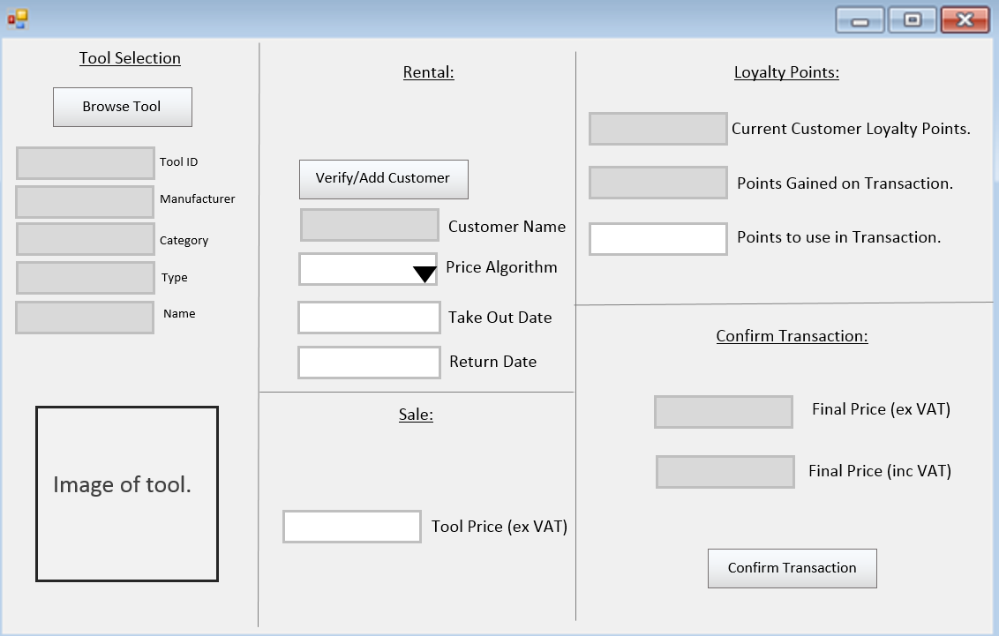 Tool Selection
Browse Tool
Tool ID
Manufacturer
Category
Type
Name
Image of tool.
Rental:
Verify/Add Customer
Customer Name
Price Algorithm
Take Out Date
Return Date
Sale:
Tool Price (ex VAT)
Loyalty Points:
Current Customer Loyalty Points.
Points Gained on Transaction.
Points to use in Transaction.
Confirm Transaction:
Final Price (ex VAT)
Final Price (inc VAT)
Confirm Transaction